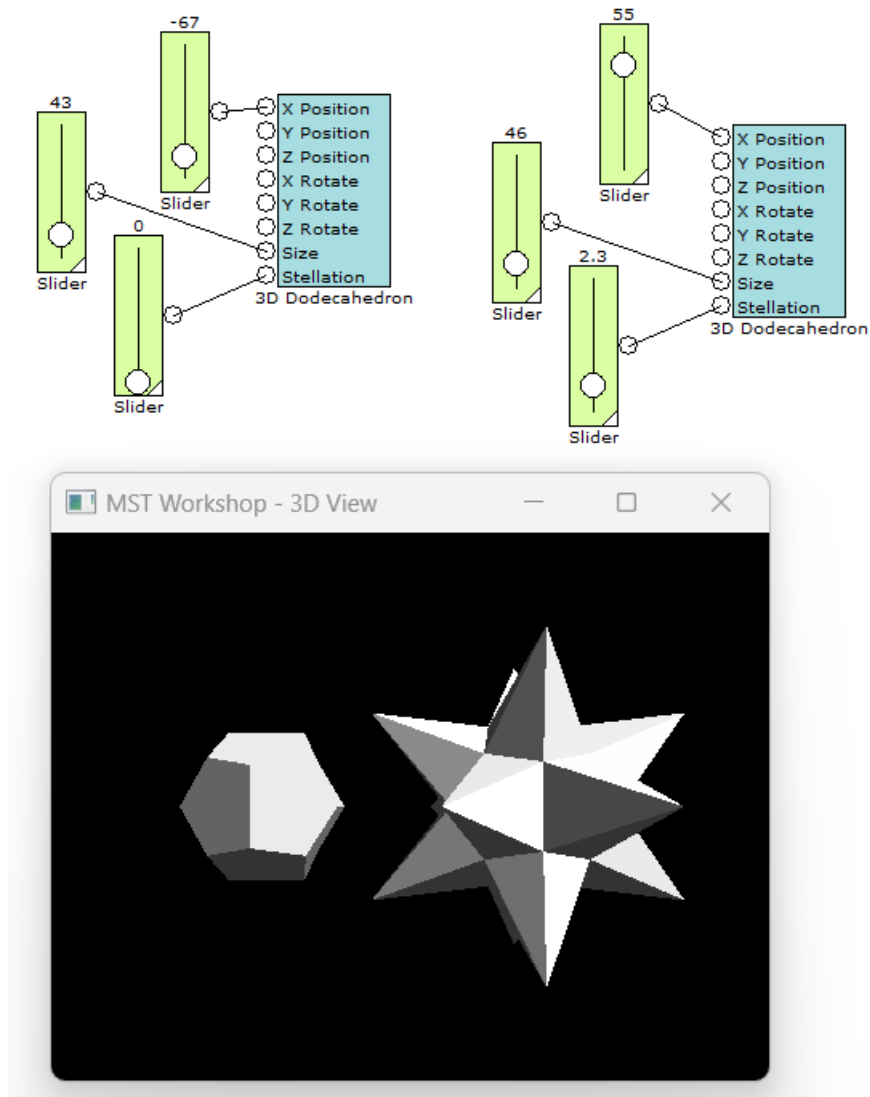 -67
Slider
43
Slider
0
Slider
X Position
Y Position
Z Position
X Rotate
Y Rotate
Z Rotate
Size
Stellation
3D Dodecahedron
55
Slider
46
Slider
2.3
Slider
X Position
Y Position
Z Position
X Rotate
Y Rotate
Z Rotate
Size
Stellation
3D Dodecahedron
MST Workshop - 3D View